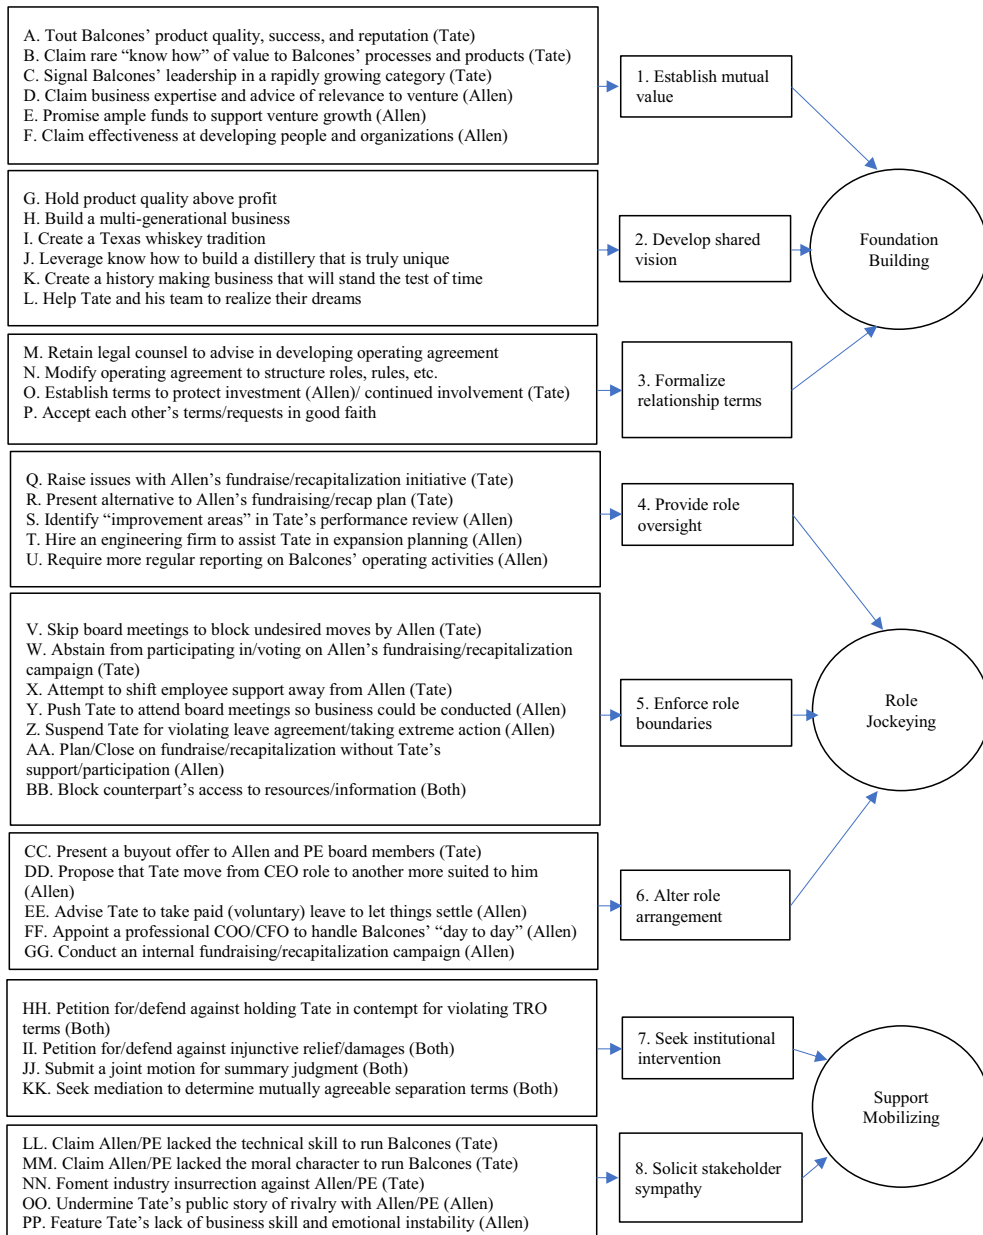 A. Tout Balcones’ product quality, success, and reputation (Tate)
B. Claim rare “know how” of value to Balcones’ processes and products (Tate)
C. Signal Balcones’ leadership in a rapidly growing category (Tate)
D. Claim business expertise and advice of relevance to venture (Allen)
E. Promise ample funds to support venture growth (Allen)
F. Claim effectiveness at developing people and organizations (Allen)
1. Establish mutual
value
G. Hold product quality above profit
H. Build a multi-generational business
I. Create a Texas whiskey tradition
J. Leverage know how to build a distillery that is truly unique
K. Create a history making business that will stand the test of time
L. Help Tate and his team to realize their dreams
2. Develop shared
vision
Foundation
Building
M. Retain legal counsel to advise in developing operating agreement
N. Modify operating agreement to structure roles, rules, etc.
O. Establish terms to protect investment (Allen)/ continued involvement (Tate)
P. Accept each other’s terms/requests in good faith
3. Formalize
relationship terms
Q. Raise issues with Allen’s fundraise/recapitalization initiative (Tate)
R. Present alternative to Allen’s fundraising/recap plan (Tate)
S. Identify “improvement areas” in Tate’s performance review (Allen)
T. Hire an engineering firm to assist Tate in expansion planning (Allen)
U. Require more regular reporting on Balcones’ operating activities (Allen)
4. Provide role
oversight
V. Skip board meetings to block undesired moves by Allen (Tate)
W. Abstain from participating in/voting on Allen’s fundraising/recapitalization
campaign (Tate)
X. Attempt to shift employee support away from Allen (Tate)
Y. Push Tate to attend board meetings so business could be conducted (Allen)
Z. Suspend Tate for violating leave agreement/taking extreme action (Allen)
AA. Plan/Close on fundraise/recapitalization without Tate’s
support/participation (Allen)
BB. Block counterpart’s access to resources/information (Both)
5. Enforce role
boundaries
Role
Jockeying
CC. Present a buyout offer to Allen and PE board members (Tate)
DD. Propose that Tate move from CEO role to another more suited to him
(Allen)
EE. Advise Tate to take paid (voluntary) leave to let things settle (Allen)
FF. Appoint a professional COO/CFO to handle Balcones’ “day to day” (Allen)
GG. Conduct an internal fundraising/recapitalization campaign (Allen)
6. Alter role
arrangement
HH. Petition for/defend against holding Tate in contempt for violating TRO
terms (Both)
II. Petition for/defend against injunctive relief/damages (Both)
JJ. Submit a joint motion for summary judgment (Both)
KK. Seek mediation to determine mutually agreeable separation terms (Both)
7. Seek institutional
intervention
Support
Mobilizing
LL. Claim Allen/PE lacked the technical skill to run Balcones (Tate)
MM. Claim Allen/PE lacked the moral character to run Balcones (Tate)
NN. Foment industry insurrection against Allen/PE (Tate)
OO. Undermine Tate’s public story of rivalry with Allen/PE (Allen)
PP. Feature Tate’s lack of business skill and emotional instability (Allen)
8. Solicit stakeholder
sympathy